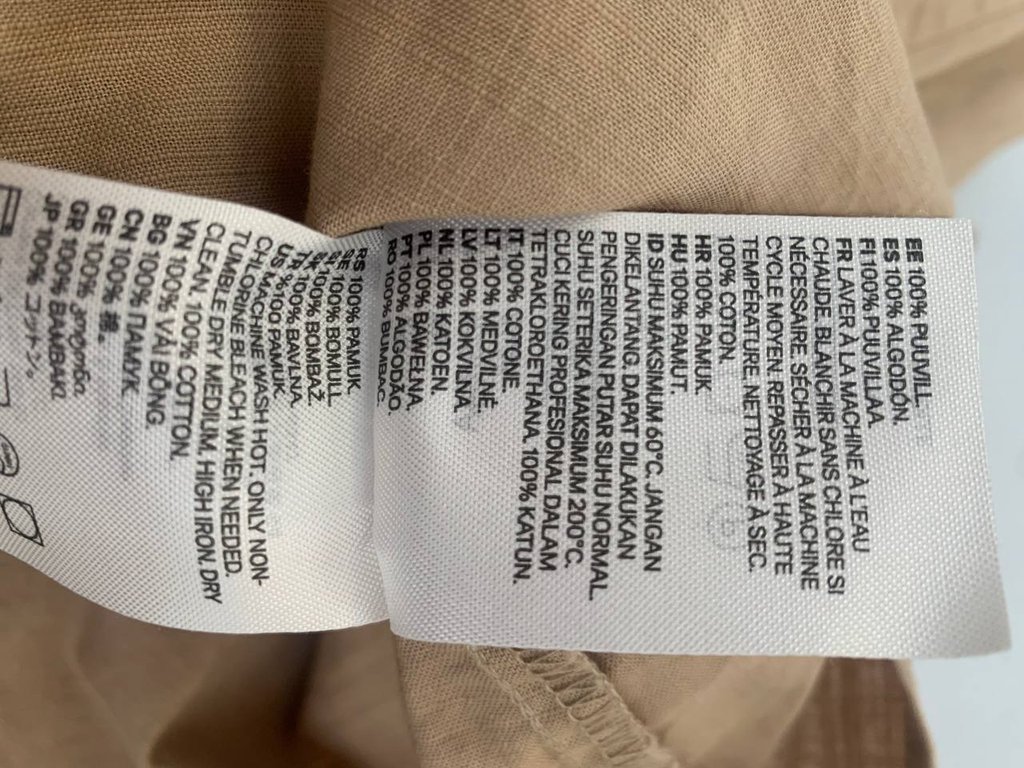 EE 100% PUUVILL.
ES 100% ALGODÓN.
FI 100% PUUVILLAA.
FR LAVER À LA MACHINE À L'EAU
CHAUDE. BLANCHIR SANS CHLORE SI
NÉCESSAIRE. SÉCHER À LA MACHINE
CYCLE MOYEN. REPASSER À HAUTE
TEMPÉRATURE. NETTOYAGE À SEC.
100% COTON.
HR 100% PAMUK.
HU 100% PAMUT.
ID SUHU MAKSIMUM 60°C. JANGAN
DIKELANTANG. DAPAT DILAKUKAN
PENGERINGAN PUTAR SUHU NORMAL.
SUHU SETERIKA MAKSIMUM 200°C.
CUCI KERING PROFESIONAL DALAM
TETRAKLOROETHANA. 100% KATUN.
IT 100% COTONE.
LT 100% MEDVILNĖ.
LV 100% KOKVILNA.
NL 100% KATOEN.
PL 100% BAWEŁNA.
PT 100% ALGODÃO.
RO 100% BUMBAC.
RS 100% PAMUK.
SE 100% BOMULL.
100% BOMBAŽ.
100% BAVLNA.
% 100 PAMUK.
US MACHINE WASH HOT. ONLY NON-
CHLORINE BLEACH WHEN NEEDED.
TUMBLE DRY MEDIUM. HIGH IRON. DRY
CLEAN. 100% COTTON.
VN 100% VẢI BÔNG.
BG 100% ПАМУК.
CN 100% 棉。
GE 100% ბამბა.
GR 100% ΒΑΜΒΑΚΙ
JP 100% コットン。